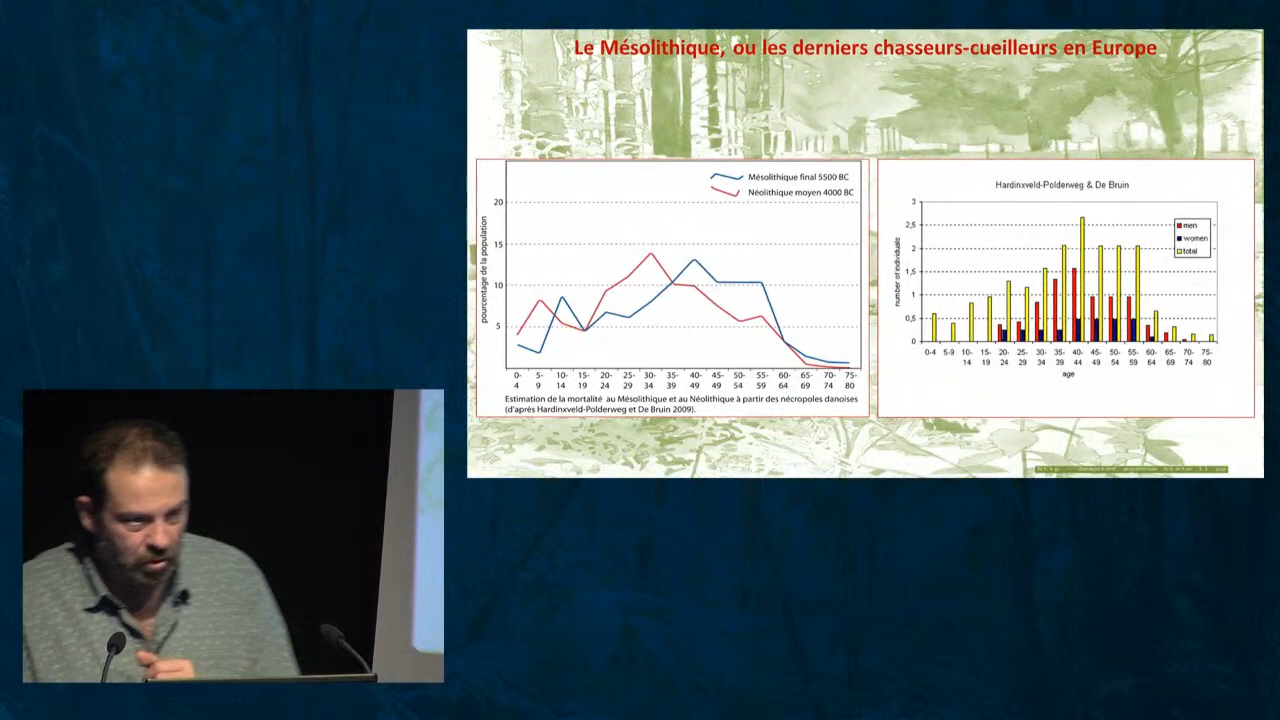 Le Mésolithique, ou les derniers chasseurs-cueilleurs en Europe
Mésolithique final 5500 BC
Néolithique moyen 4000 BC
pourcentage de la population
20
15
10
5
0- 5- 10- 15- 20- 25- 30- 35- 40- 45- 50- 55- 60- 65- 70- 75-
4 9 14 19 24 29 34 39 49 49 54 59 64 69 74 80
Estimation de la mortalité au Mésolithique et au Néolithique à partir des nécropoles danoises
(d'après Hardinxveld-Polderweg et De Bruin 2009).
Hardinxveld-Polderweg & De Bruin
number of individuals
3
2,5
2
1,5
1
0,5
0
men
women
total
0-4 5-9 10- 15- 20- 25- 30- 35- 40- 45- 50- 55- 60- 65- 70- 75-
14 19 24 29 34 39 44 49 54 59 64 69 74 80
age